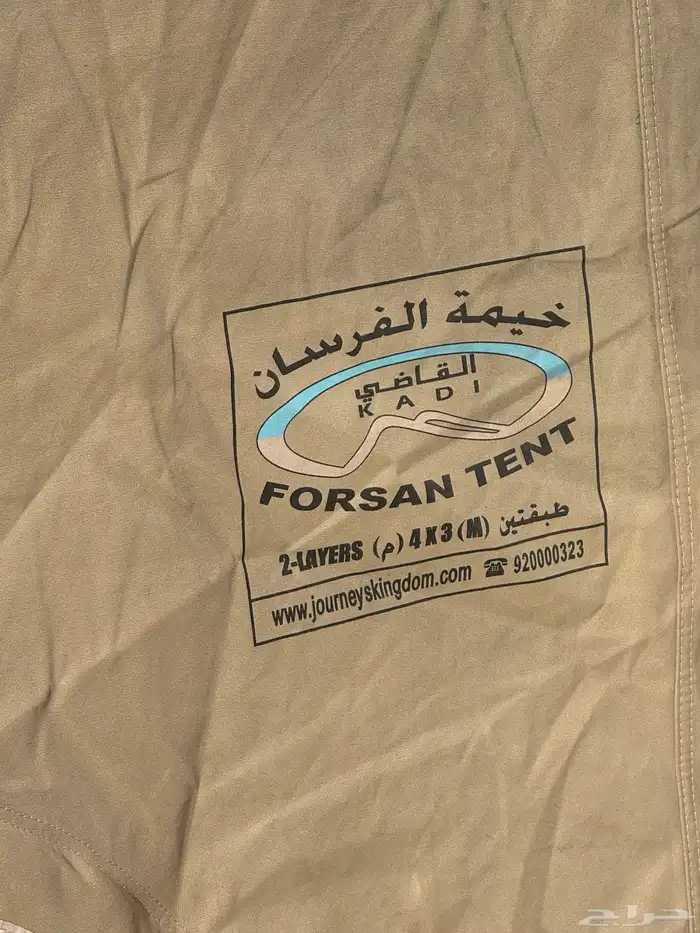 خيمة الفرسان
القاضي
KADI
FORSAN TENT
2-LAYERS (م) 4 X 3 (M) طبقتين
www.journeyskingdom.com ☎ 920000323
حراج